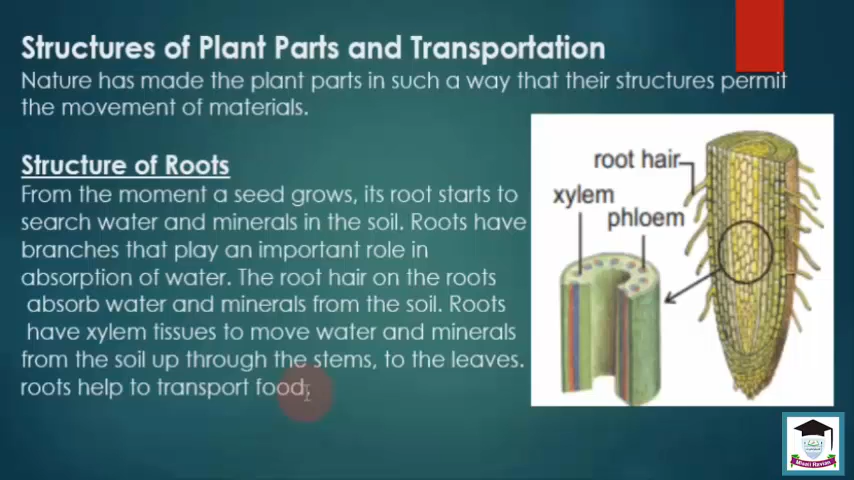 Structures of Plant Parts and Transportation
Nature has made the plant parts in such a way that their structures permit
the movement of materials.
Structure of Roots
From the moment a seed grows, its root starts to
search water and minerals in the soil. Roots have
branches that play an important role in
absorption of water. The root hair on the roots
absorb water and minerals from the soil. Roots
have xylem tissues to move water and minerals
from the soil up through the stems, to the leaves.
roots help to transport food,
root hair
xylem
phloem